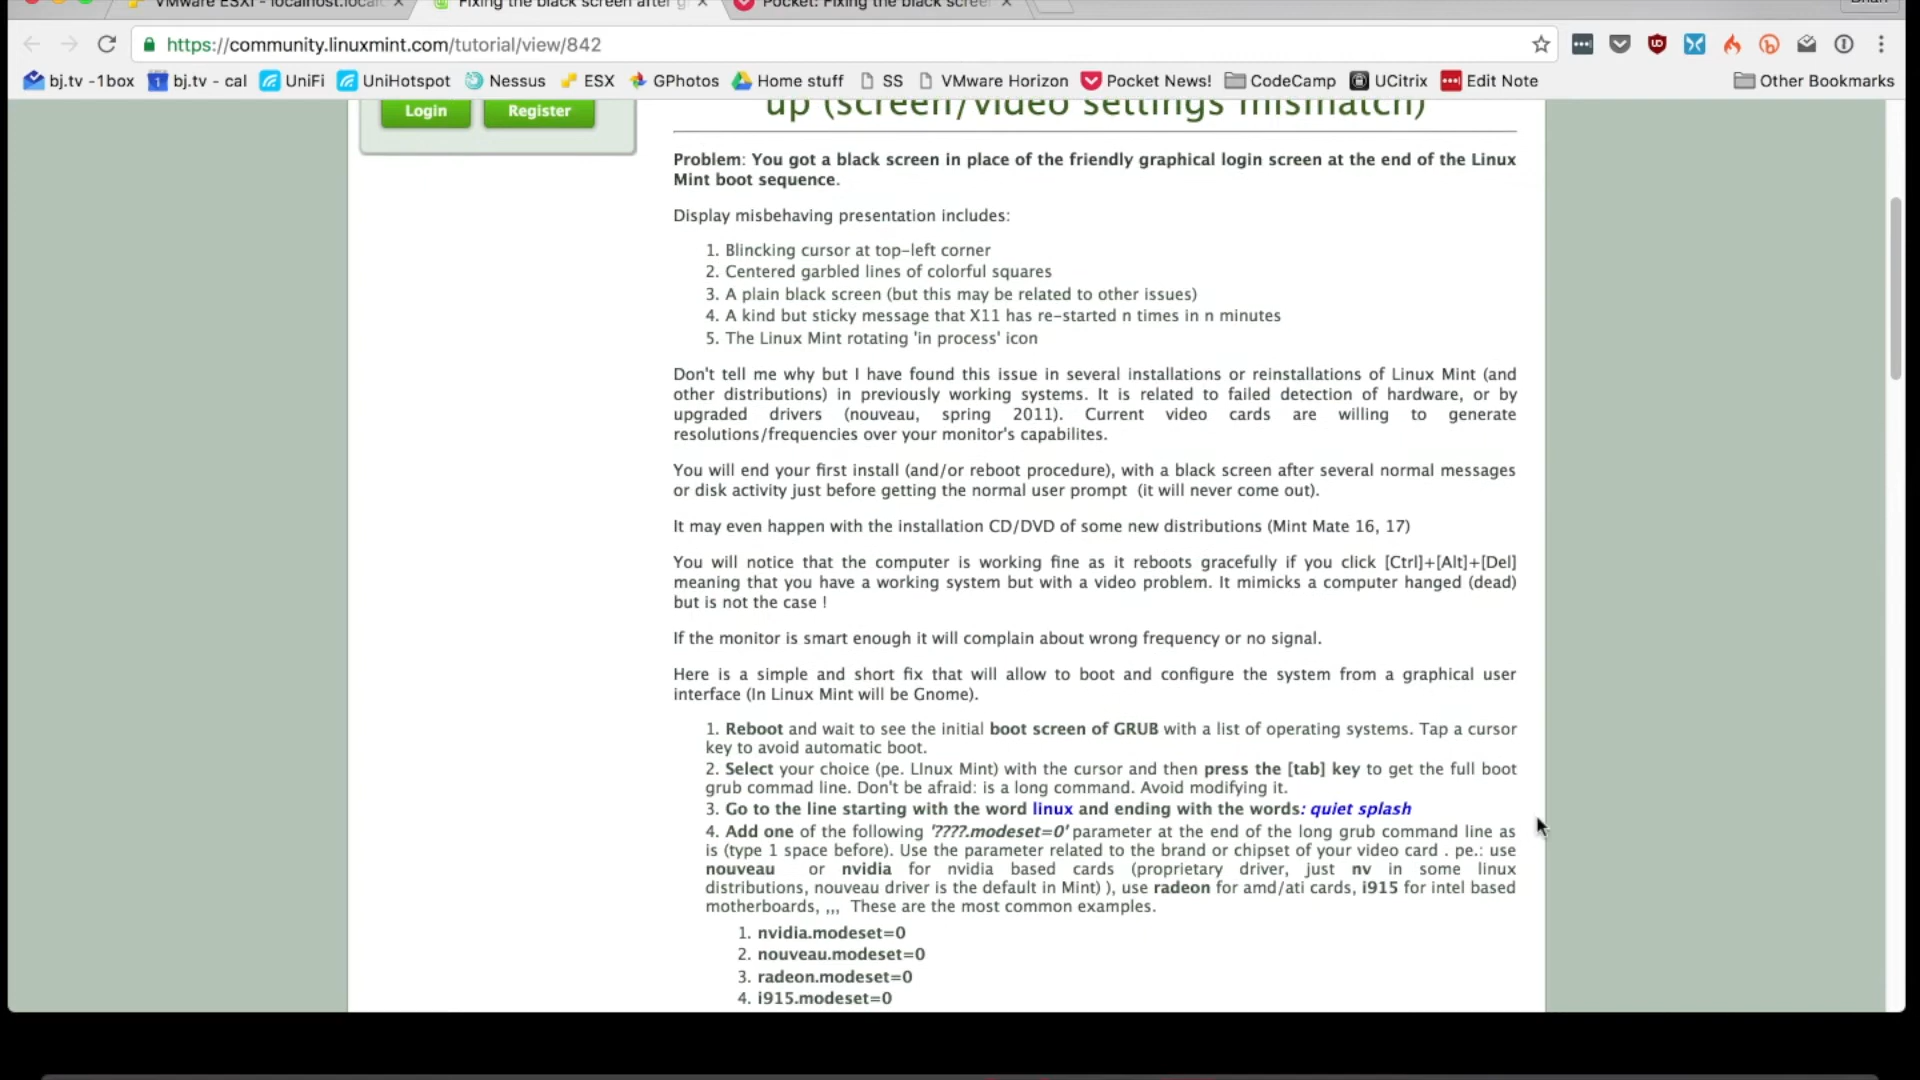 VMware ESXi - localhost.local
Fixing the black screen after g
Pocket: Fixing the black scree
https://community.linuxmint.com/tutorial/view/842
bj.tv -1box
bj.tv - cal
UniFi
UniHotspot
Nessus
ESX
GPhotos
Home stuff
SS
VMware Horizon
Pocket News!
CodeCamp
UCitrix
Edit Note
Other Bookmarks
Login
Register
up (screen/video settings mismatch)
Problem: You got a black screen in place of the friendly graphical login screen at the end of the Linux
Mint boot sequence.
Display misbehaving presentation includes:
1. Blincking cursor at top-left corner
2. Centered garbled lines of colorful squares
3. A plain black screen (but this may be related to other issues)
4. A kind but sticky message that X11 has re-started n times in n minutes
5. The Linux Mint rotating 'in process' icon
Don't tell me why but I have found this issue in several installations or reinstallations of Linux Mint (and
other distributions) in previously working systems. It is related to failed detection of hardware, or by
upgraded drivers (nouveau, spring 2011). Current video cards are willing to generate
resolutions/frequencies over your monitor's capabilites.
You will end your first install (and/or reboot procedure), with a black screen after several normal messages
or disk activity just before getting the normal user prompt (it will never come out).
It may even happen with the installation CD/DVD of some new distributions (Mint Mate 16, 17)
You will notice that the computer is working fine as it reboots gracefully if you click [Ctrl]+[Alt]+[Del]
meaning that you have a working system but with a video problem. It mimicks a computer hanged (dead)
but is not the case !
If the monitor is smart enough it will complain about wrong frequency or no signal.
Here is a simple and short fix that will allow to boot and configure the system from a graphical user
interface (In Linux Mint will be Gnome).
1. Reboot and wait to see the initial boot screen of GRUB with a list of operating systems. Tap a cursor
key to avoid automatic boot.
2. Select your choice (pe. LInux Mint) with the cursor and then press the [tab] key to get the full boot
grub commad line. Don't be afraid: is a long command. Avoid modifying it.
3. Go to the line starting with the word linux and ending with the words: quiet splash
4. Add one of the following '????.modeset=0' parameter at the end of the long grub command line as
is (type 1 space before). Use the parameter related to the brand or chipset of your video card . pe.: use
nouveau or nvidia for nvidia based cards (proprietary driver, just nv in some linux
distributions, nouveau driver is the default in Mint) ), use radeon for amd/ati cards, i915 for intel based
motherboards, ,,, These are the most common examples.
1. nvidia.modeset=0
2. nouveau.modeset=0
3. radeon.modeset=0
4. i915.modeset=0